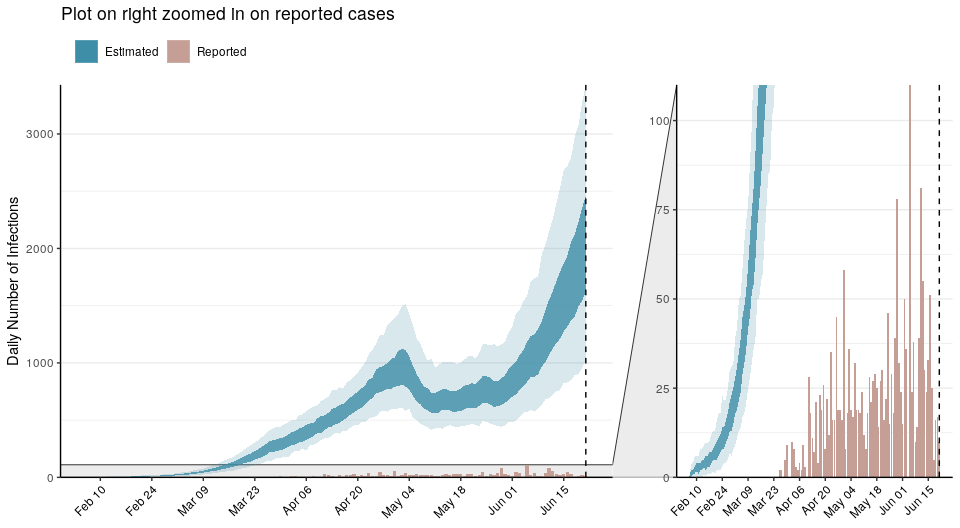 Plot on right zoomed in on reported cases
Estimated Reported
Daily Number of Infections
3000
2000
1000
0
Feb 10 Feb 24 Mar 09 Mar 23 Apr 06 Apr 20 May 04 May 18 Jun 01 Jun 15
100
75
50
25
0
Feb 10 Feb 24 Mar 09 Mar 23 Apr 06 Apr 20 May 04 May 18 Jun 01 Jun 15